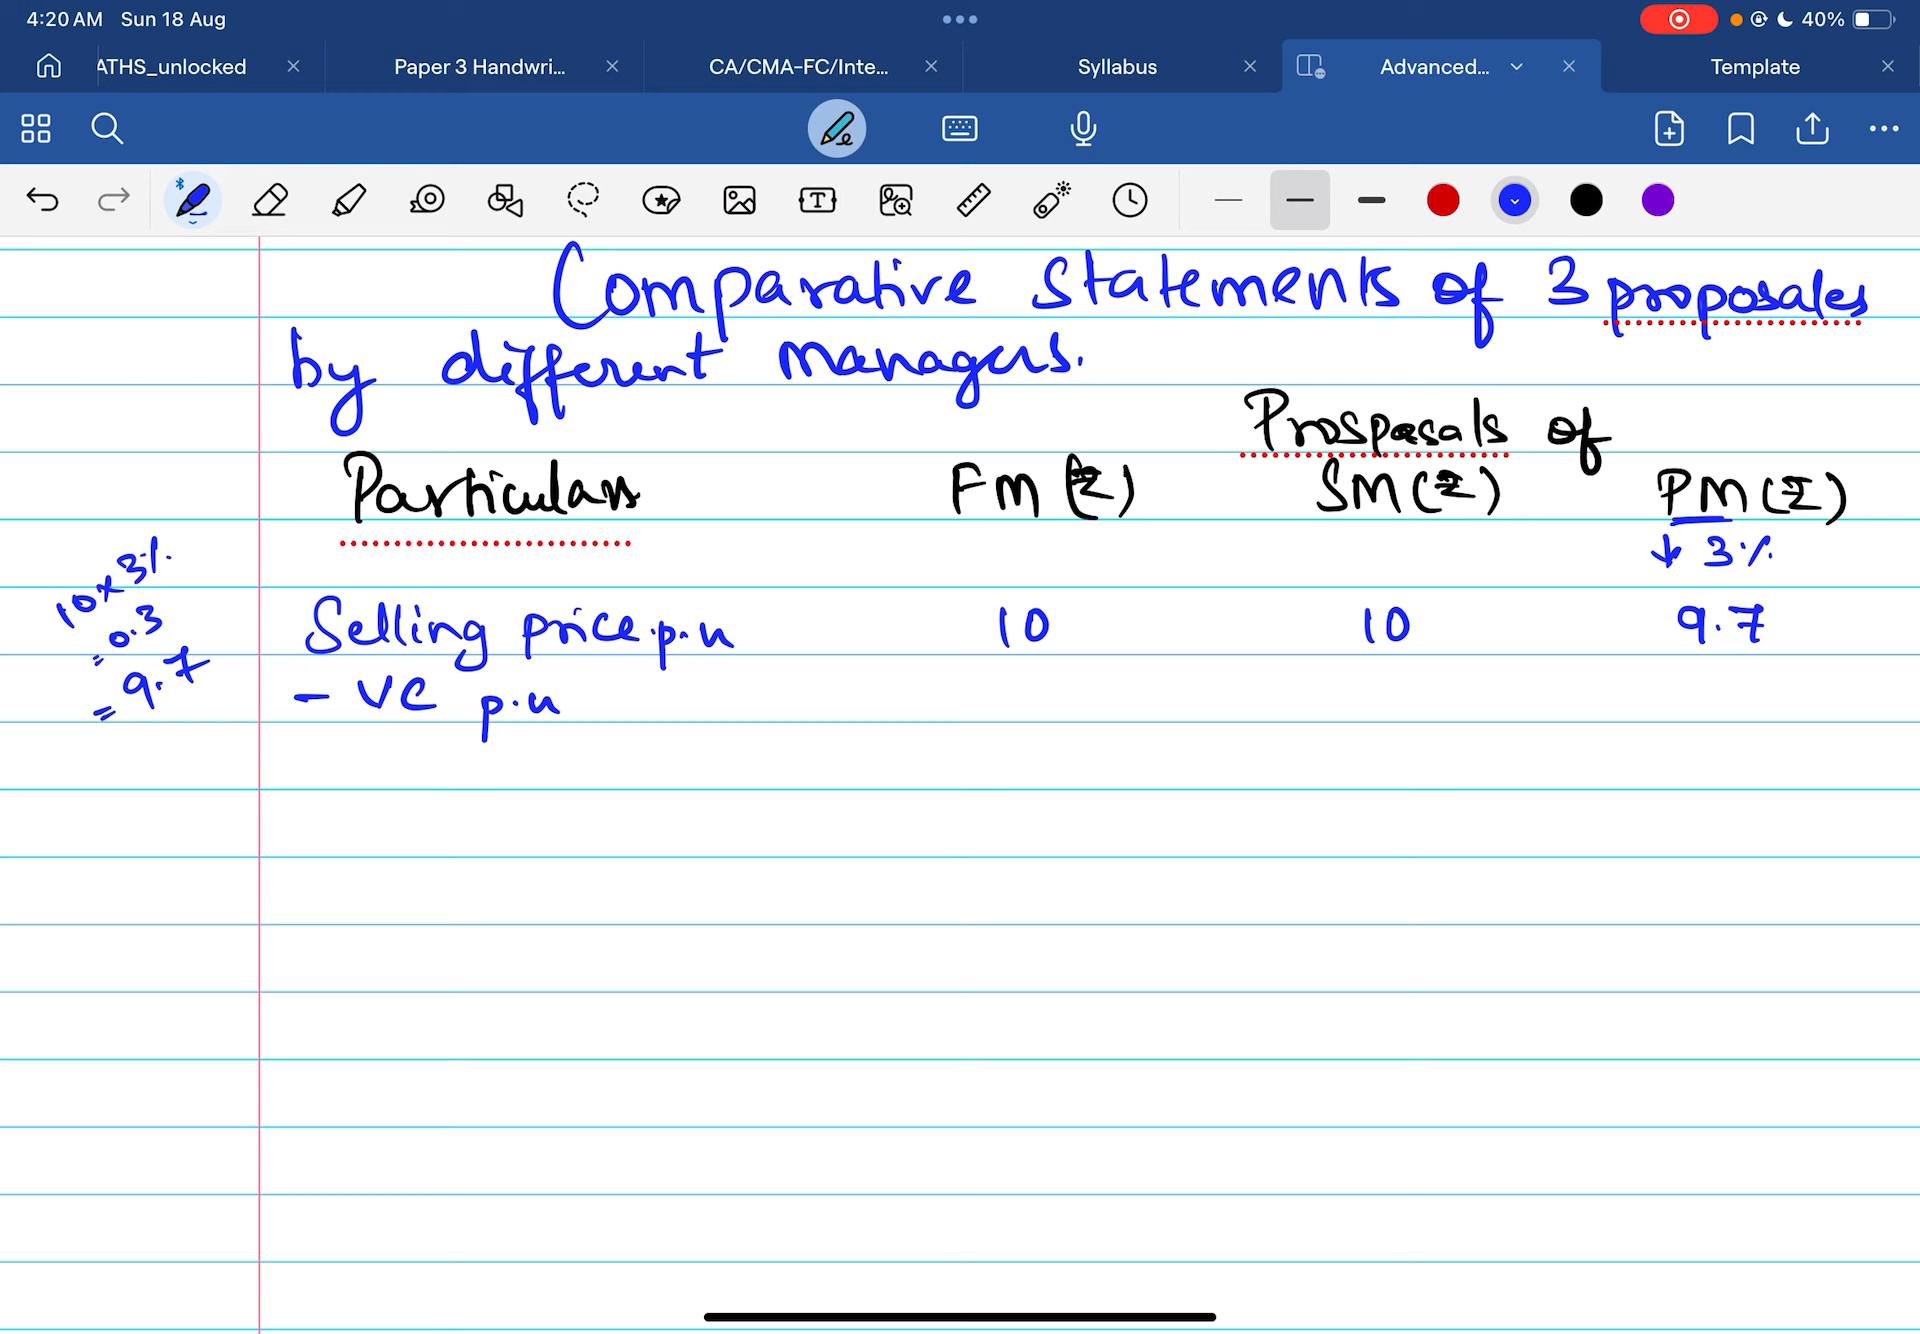 4:20 AM Sun 18 Aug
40%
ATHS_unlocked
Paper 3 Handwri...
CA/CMA-FC/Inte...
Syllabus
Advanced...
Template
Comparative Statements of 3 proposales
by different managers.
Prosposals of
Particulars FM (₹) SM (₹) PM (₹)
↓ 3%
10 x 3%
= 0.3
= 9.7
Selling price p.u 10 10 9.7
- VC p.u